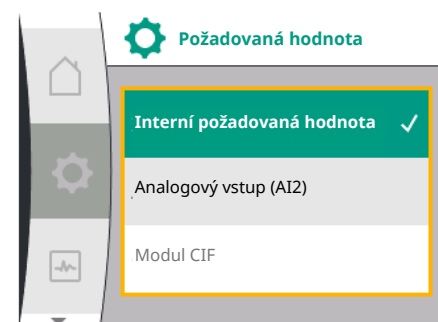 Požadovaná hodnota
Interní požadovaná hodnota
Analogový vstup (AI2)
Modul CIF